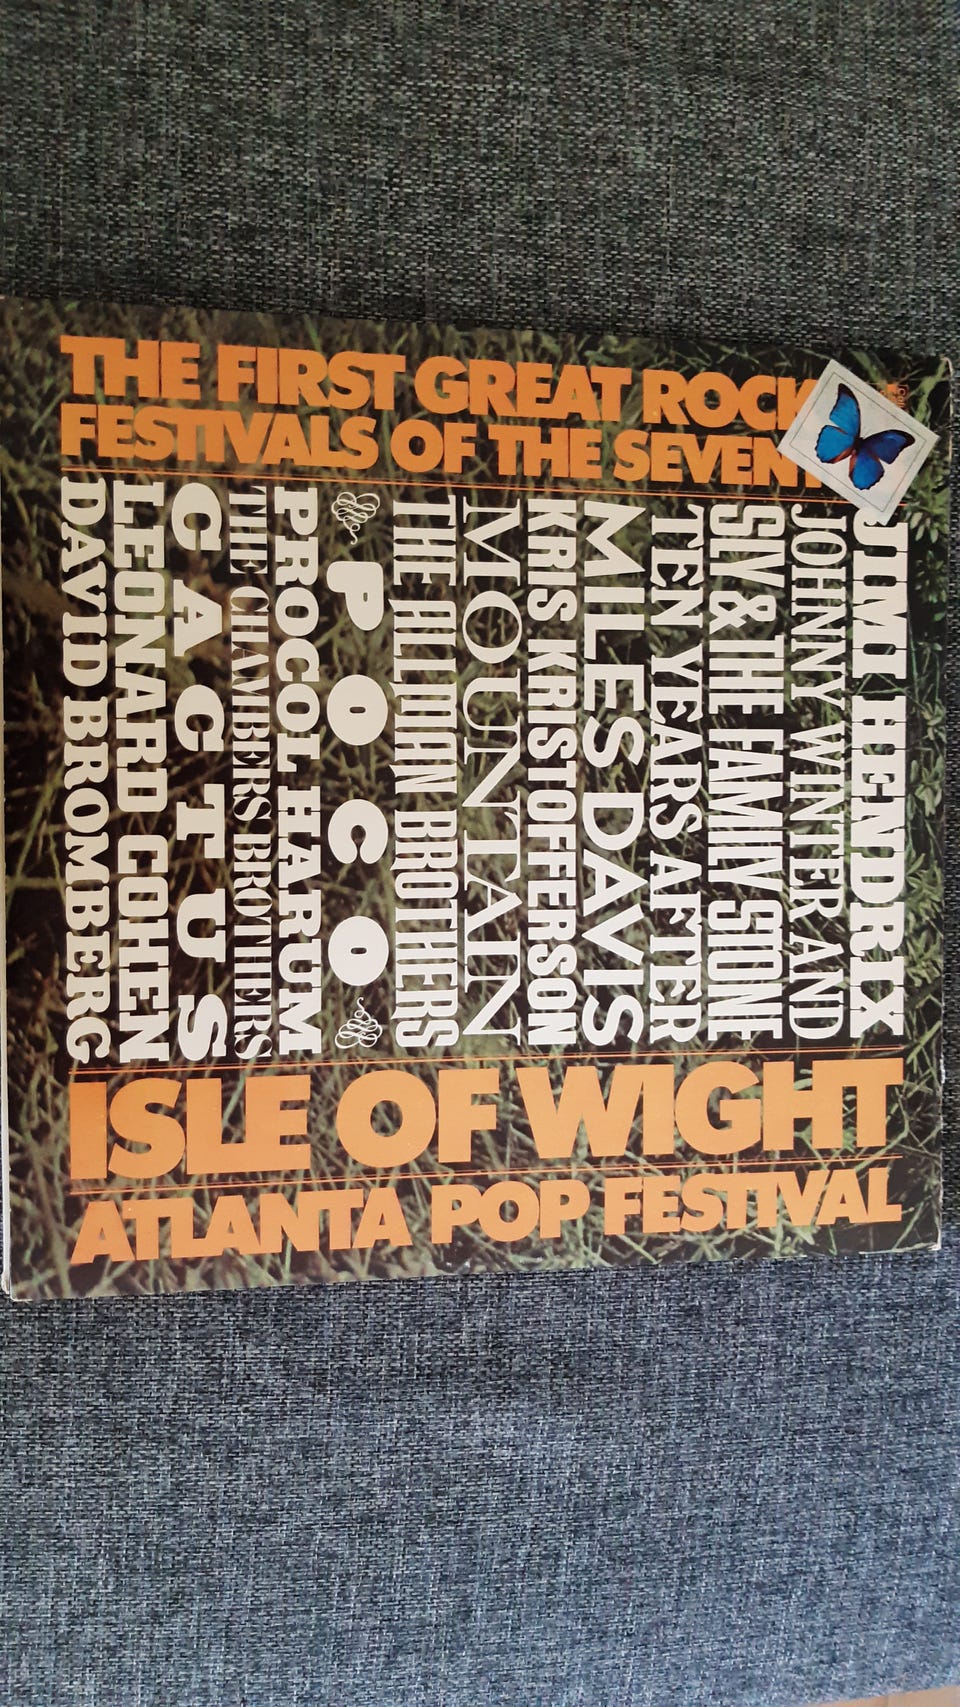 THE FIRST GREAT ROCK
FESTIVALS OF THE SEVENT
JIMI HENDRIX
JOHNNY WINTER AND
SLY & THE FAMILY STONE
TEN YEARS AFTER
MILES DAVIS
KRIS KRISTOFFERSON
MOUNTAIN
THE ALLMAN BROTHERS
POCO
PROCOL HARUM
THE CHAMBERS BROTHERS
CACTUS
LEONARD COHEN
DAVID BROMBERG
ISLE OF WIGHT
ATLANTA POP FESTIVAL